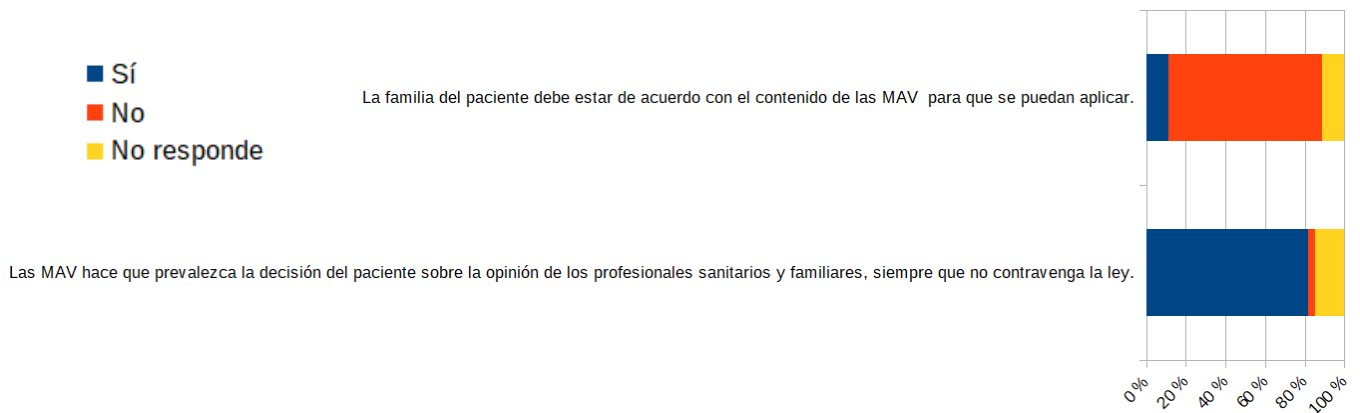 Sí
No
No responde
La familia del paciente debe estar de acuerdo con el contenido de las MAV  para que se puedan aplicar.
Las MAV hace que prevalezca la decisión del paciente sobre la opinión de los profesionales sanitarios y familiares, siempre que no contravenga la ley.
0 %
20 %
40 %
60 %
80 %
100 %